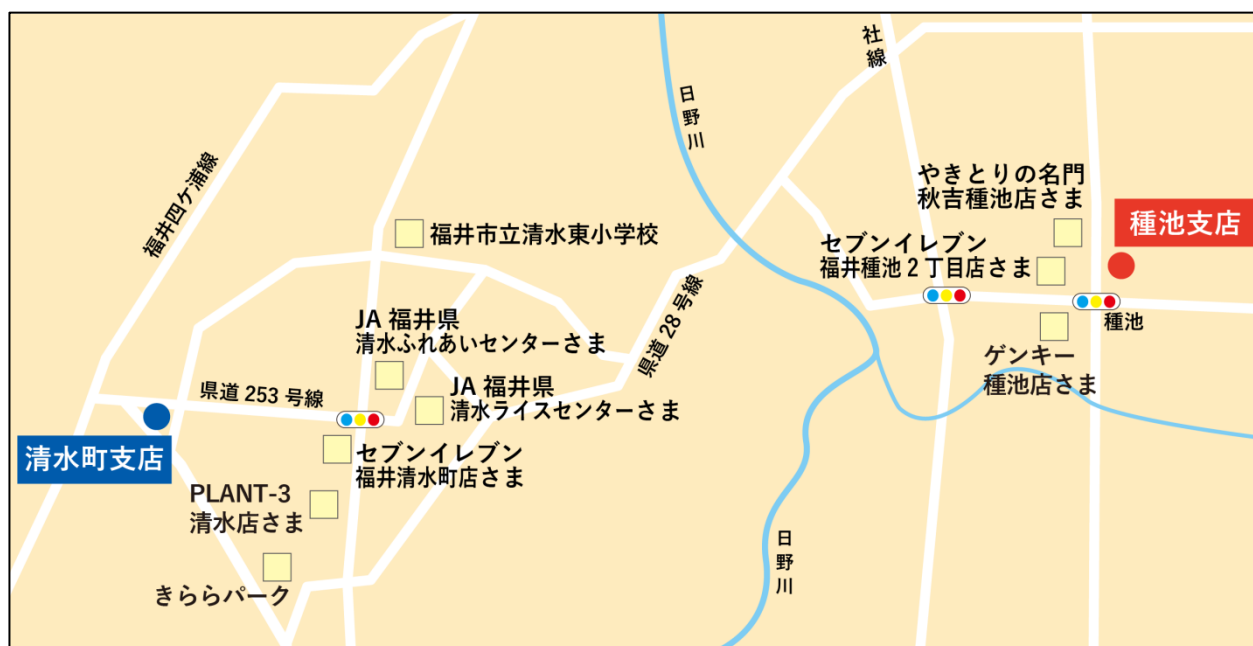 社線
日野川
福井四ケ浦線
やきとりの名門
秋吉種池店さま
種池支店
福井市立清水東小学校
セブンイレブン
福井種池2丁目店さま
県道28号線
種池
JA 福井県
清水ふれあいセンターさま
ゲンキー
種池店さま
県道 253 号線
JA 福井県
清水ライスセンターさま
清水町支店
セブンイレブン
福井清水町店さま
PLANT-3
清水店さま
日野川
きららパーク